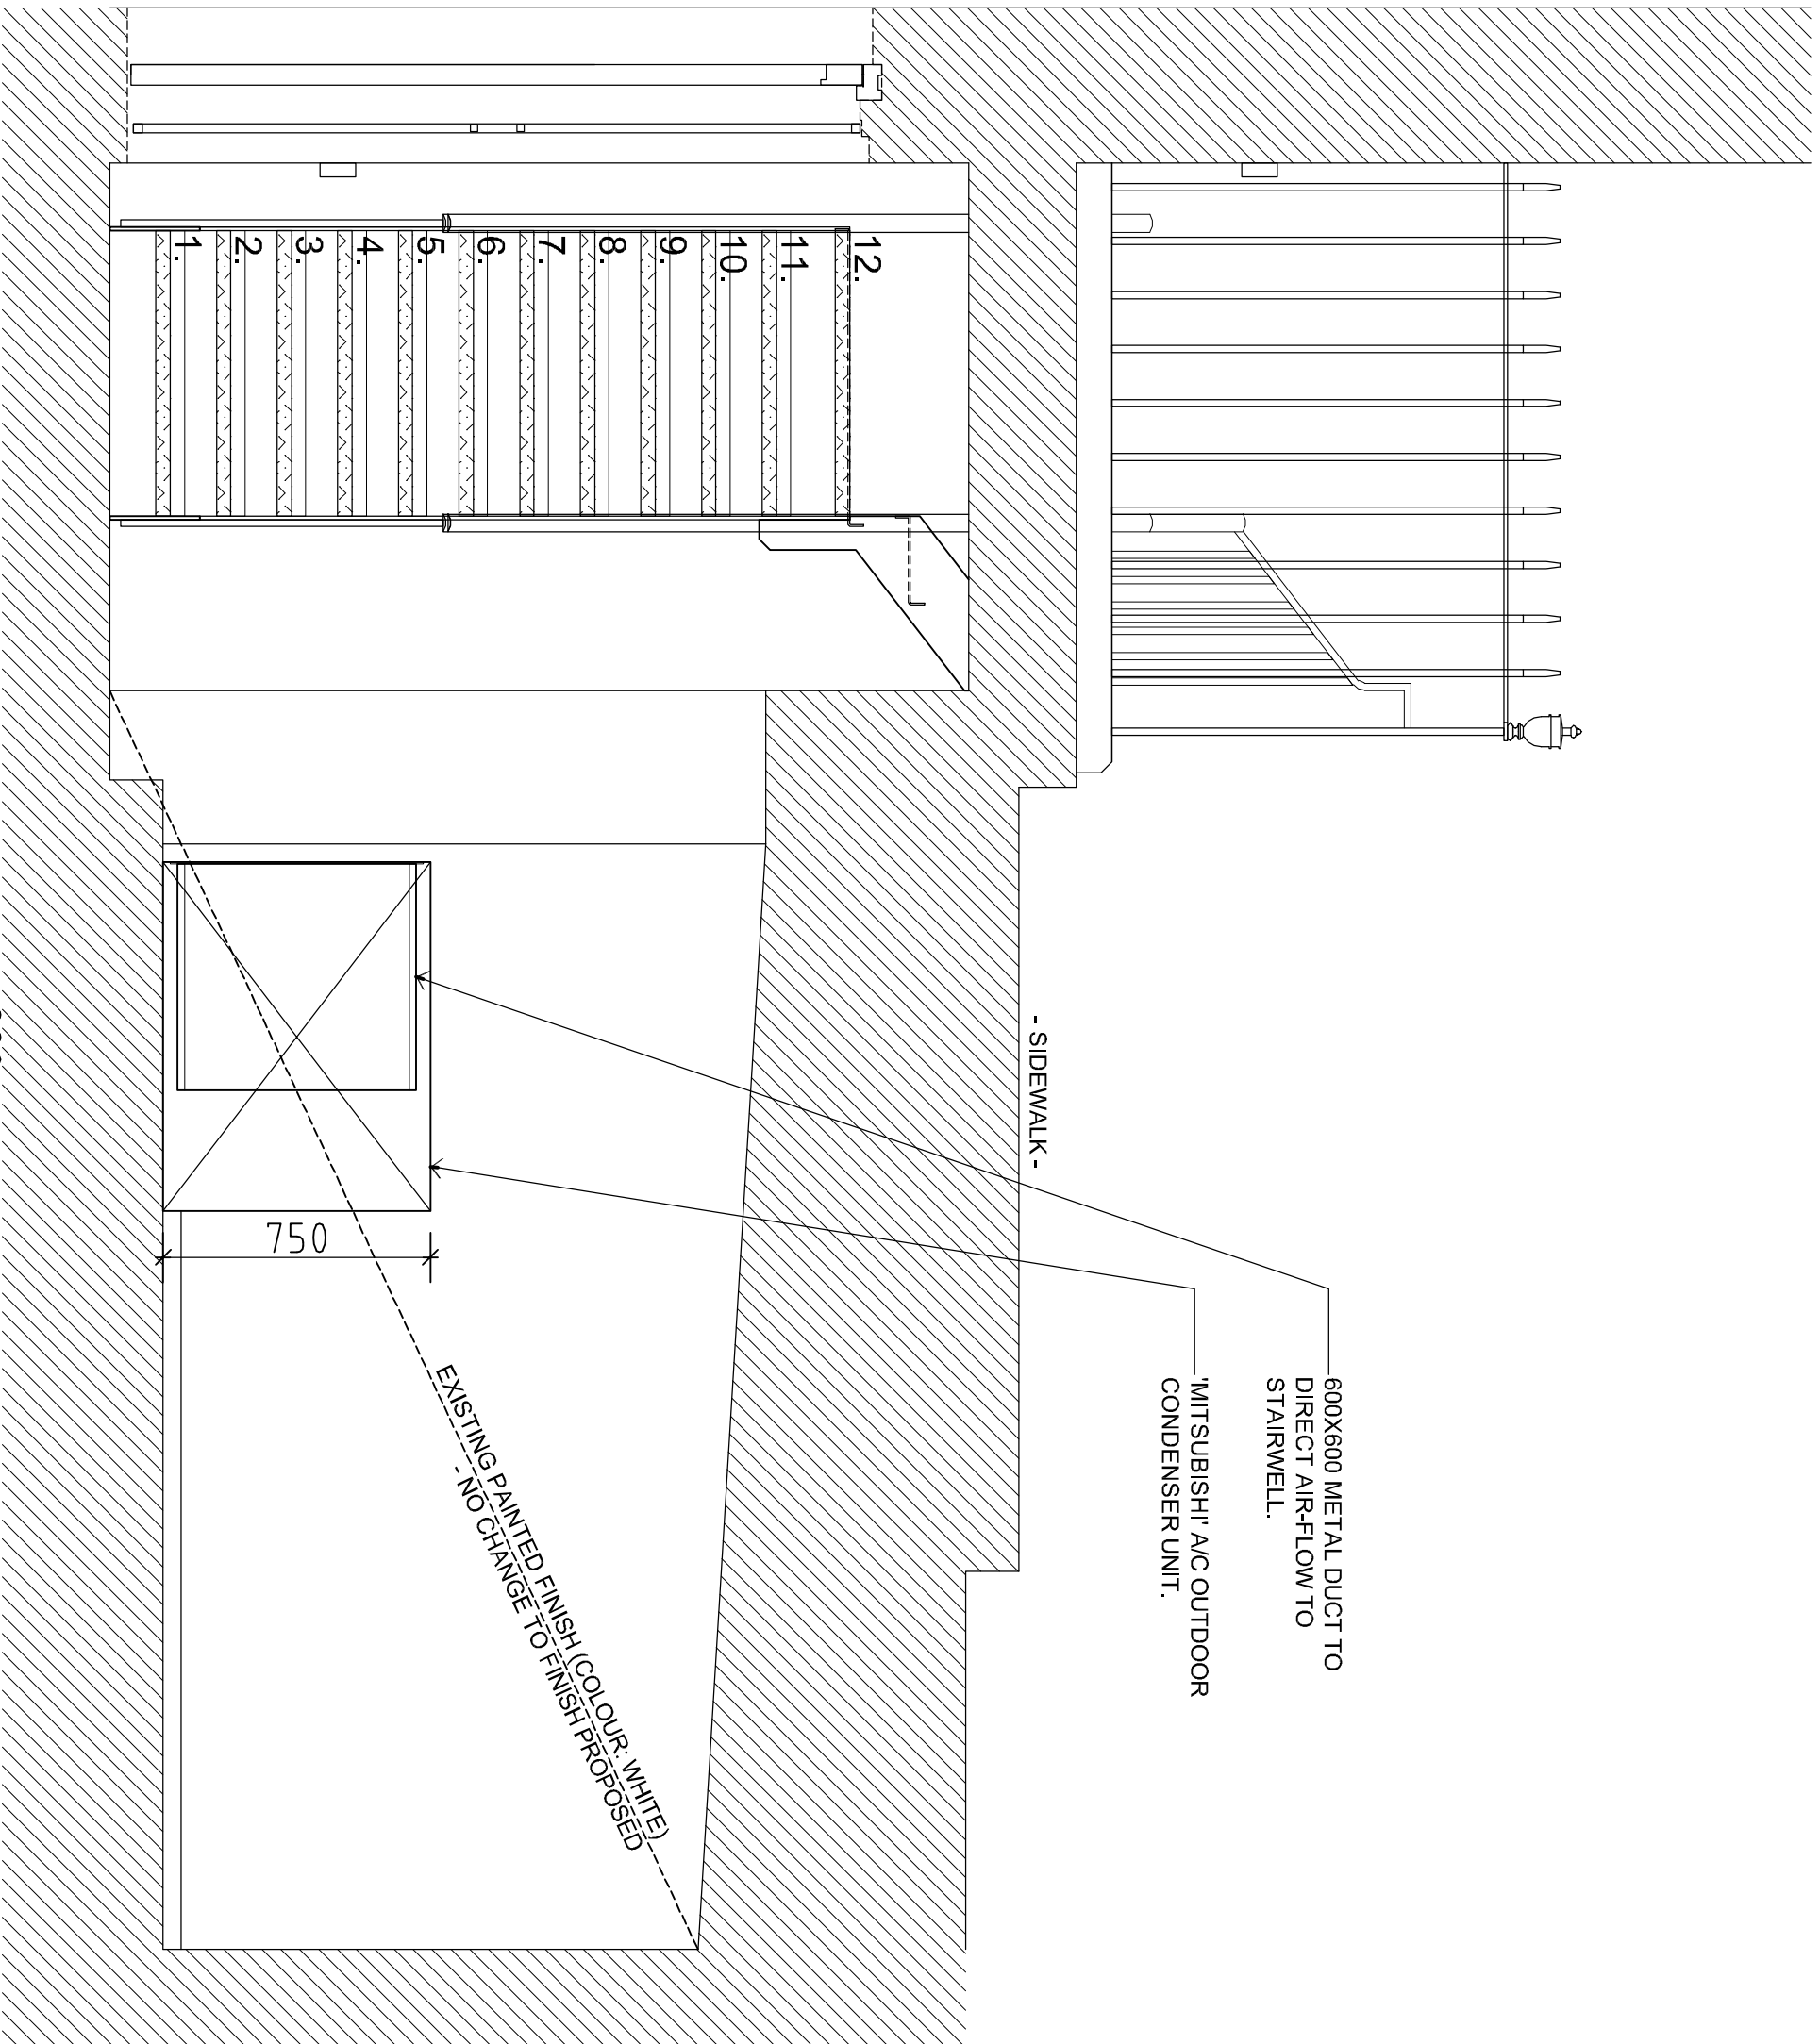 600X600 METAL DUCT TO
DIRECT AIR-FLOW TO
STAIRWELL.
'MITSUBISHI' A/C OUTDOOR
CONDENSER UNIT.
- SIDEWALK -
12.
11.
10.
9.
8.
7.
6.
5.
4.
3.
2.
1.
750
EXISTING PAINTED FINISH (COLOUR: WHITE)
- NO CHANGE TO FINISH PROPOSED